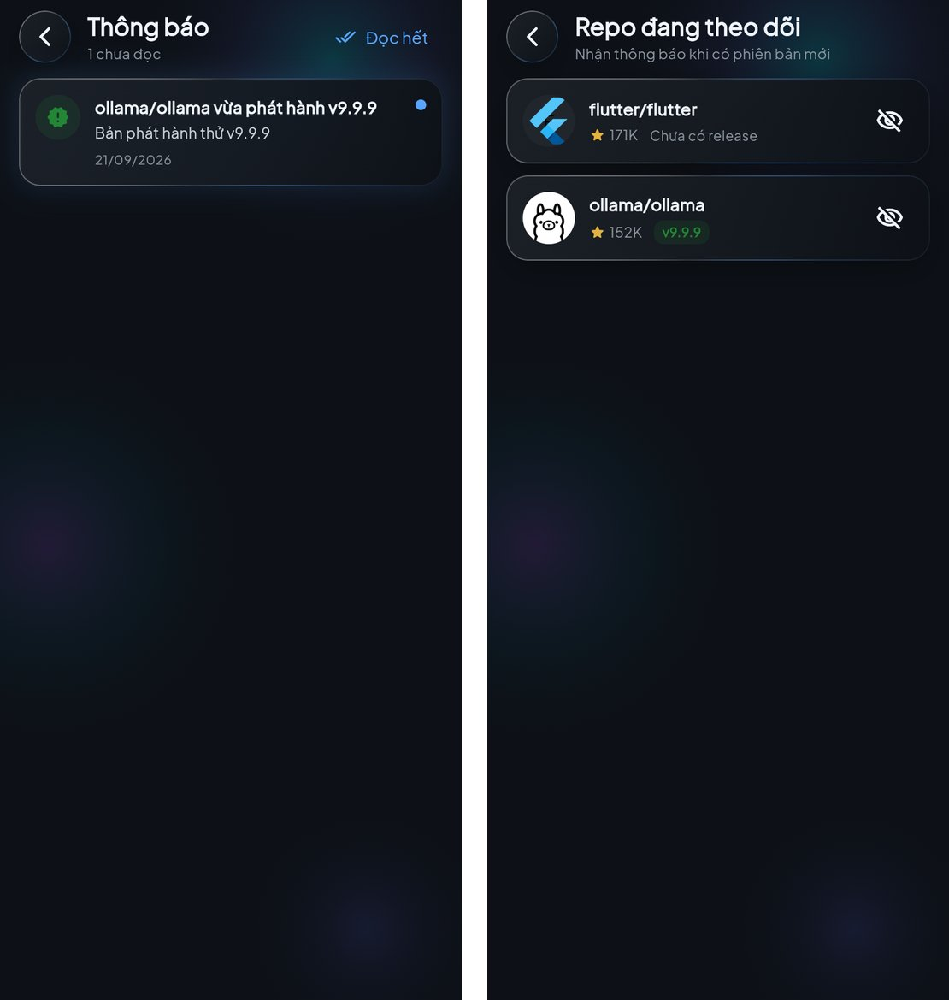 Thông báo
1 chưa đọc
Đọc hết
ollama/ollama vừa phát hành v9.9.9
Bản phát hành thử v9.9.9
21/09/2026
Repo đang theo dõi
Nhận thông báo khi có phiên bản mới
flutter/flutter
171K Chưa có release
ollama/ollama
152K v9.9.9